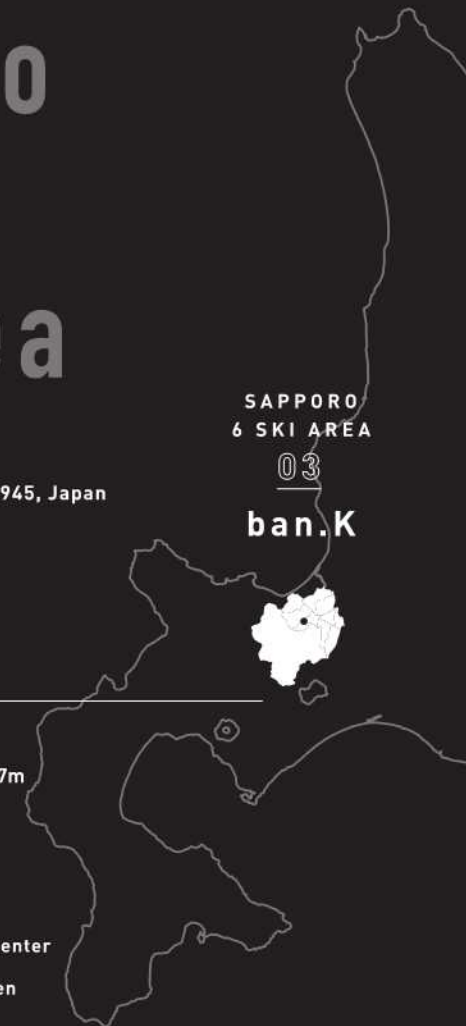 o
a
SAPPORO
6 SKI AREA
03
945, Japan
ban.K
7m
enter
en